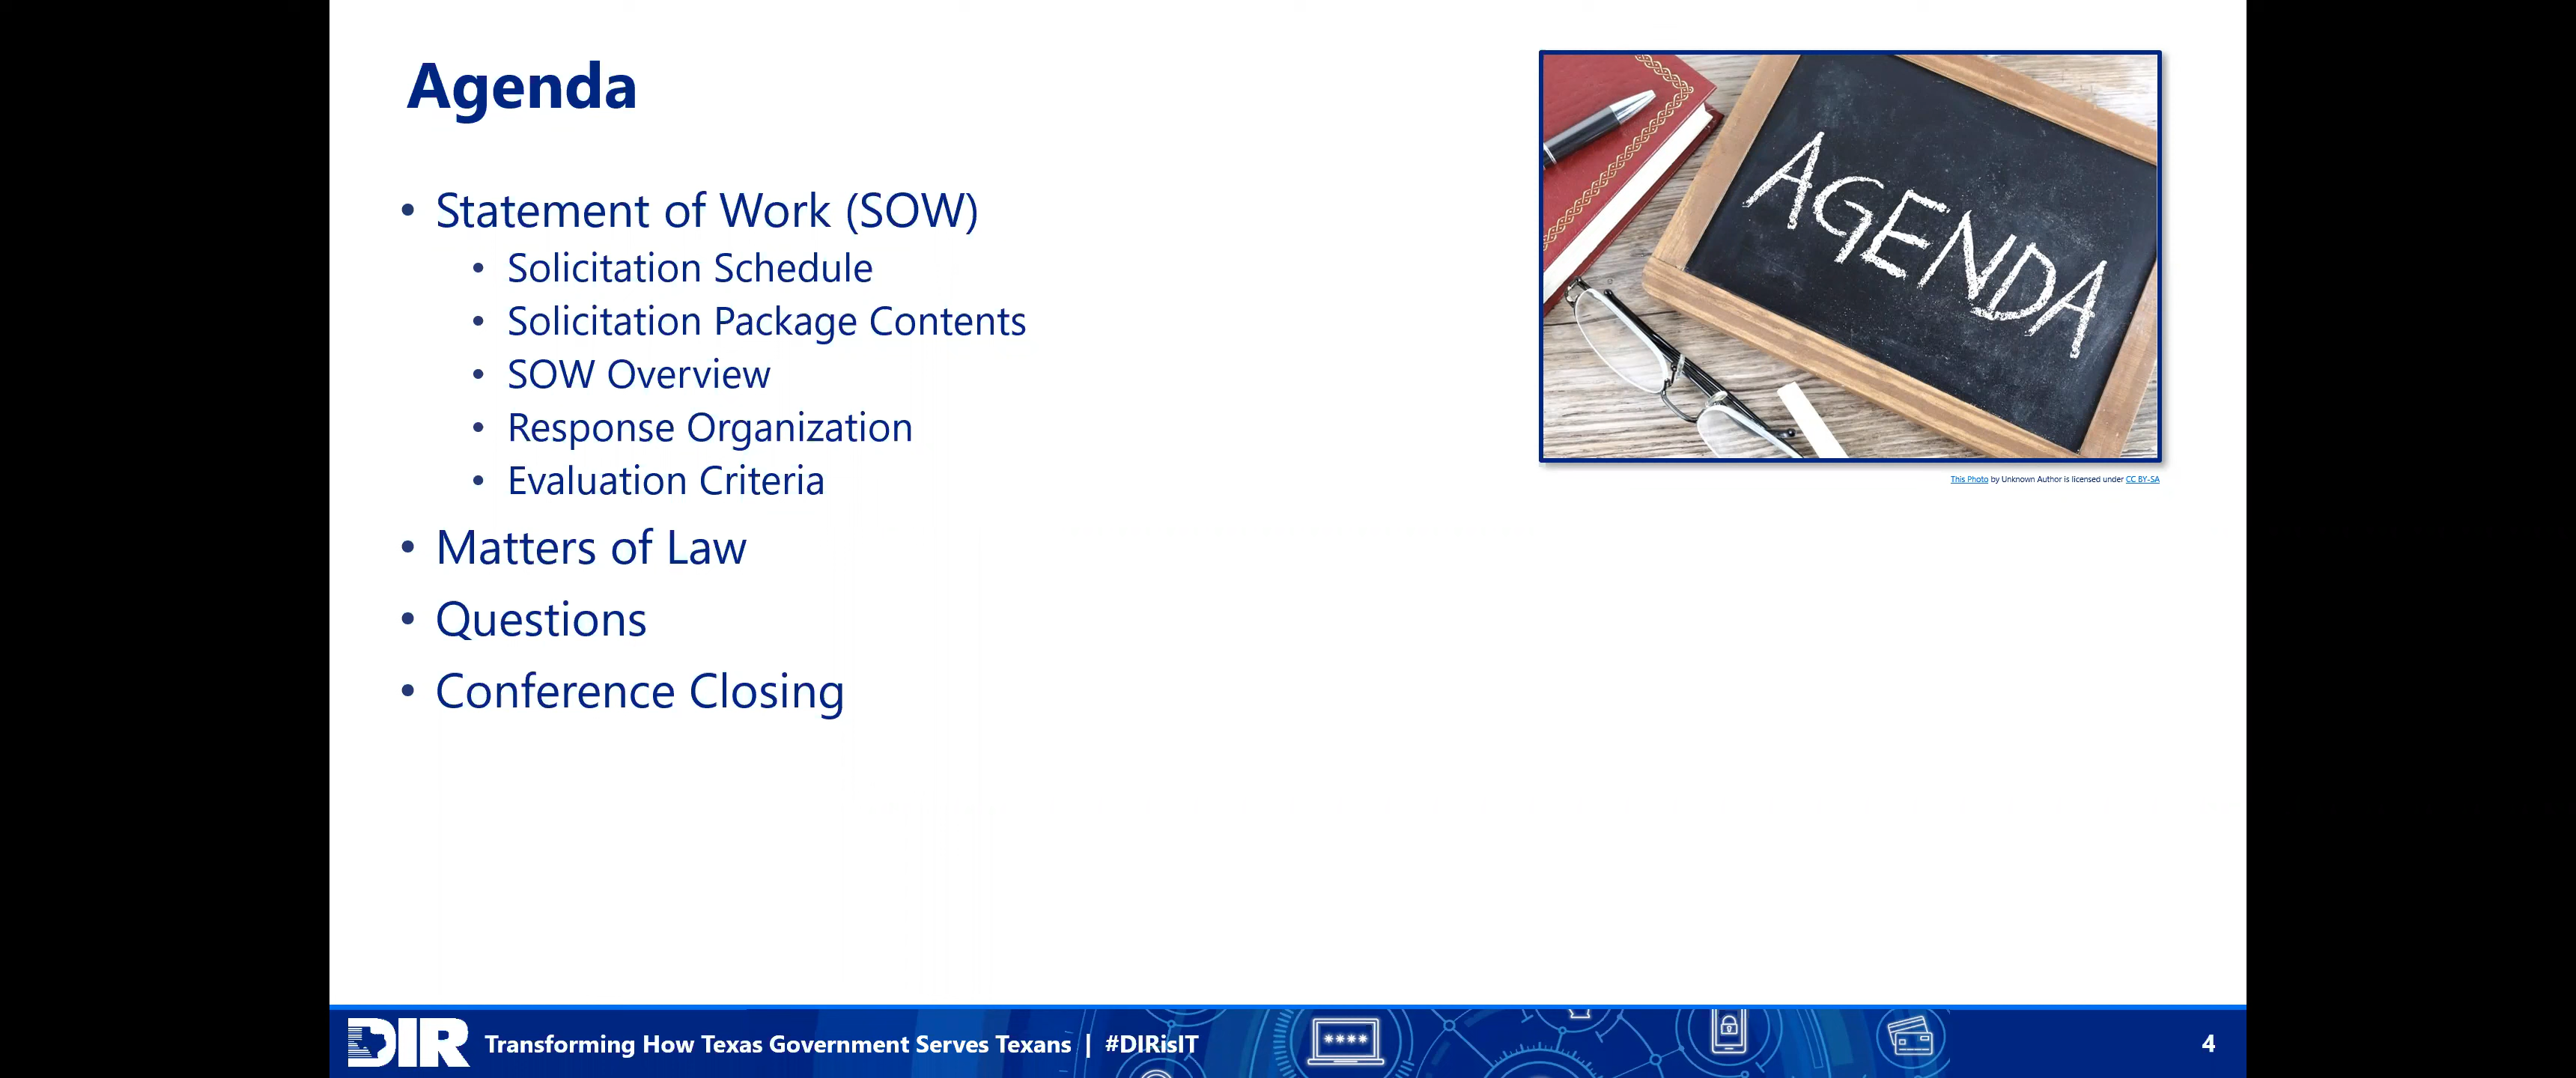 Agenda
AGENDA
• Statement of Work (SOW)
• Solicitation Schedule
• Solicitation Package Contents
• SOW Overview
• Response Organization
• Evaluation Criteria
This Photo by Unknown Author is licensed under CC BY-SA
• Matters of Law
• Questions
• Conference Closing
DIR Transforming How Texas Government Serves Texans | #DIRisIT
****
4